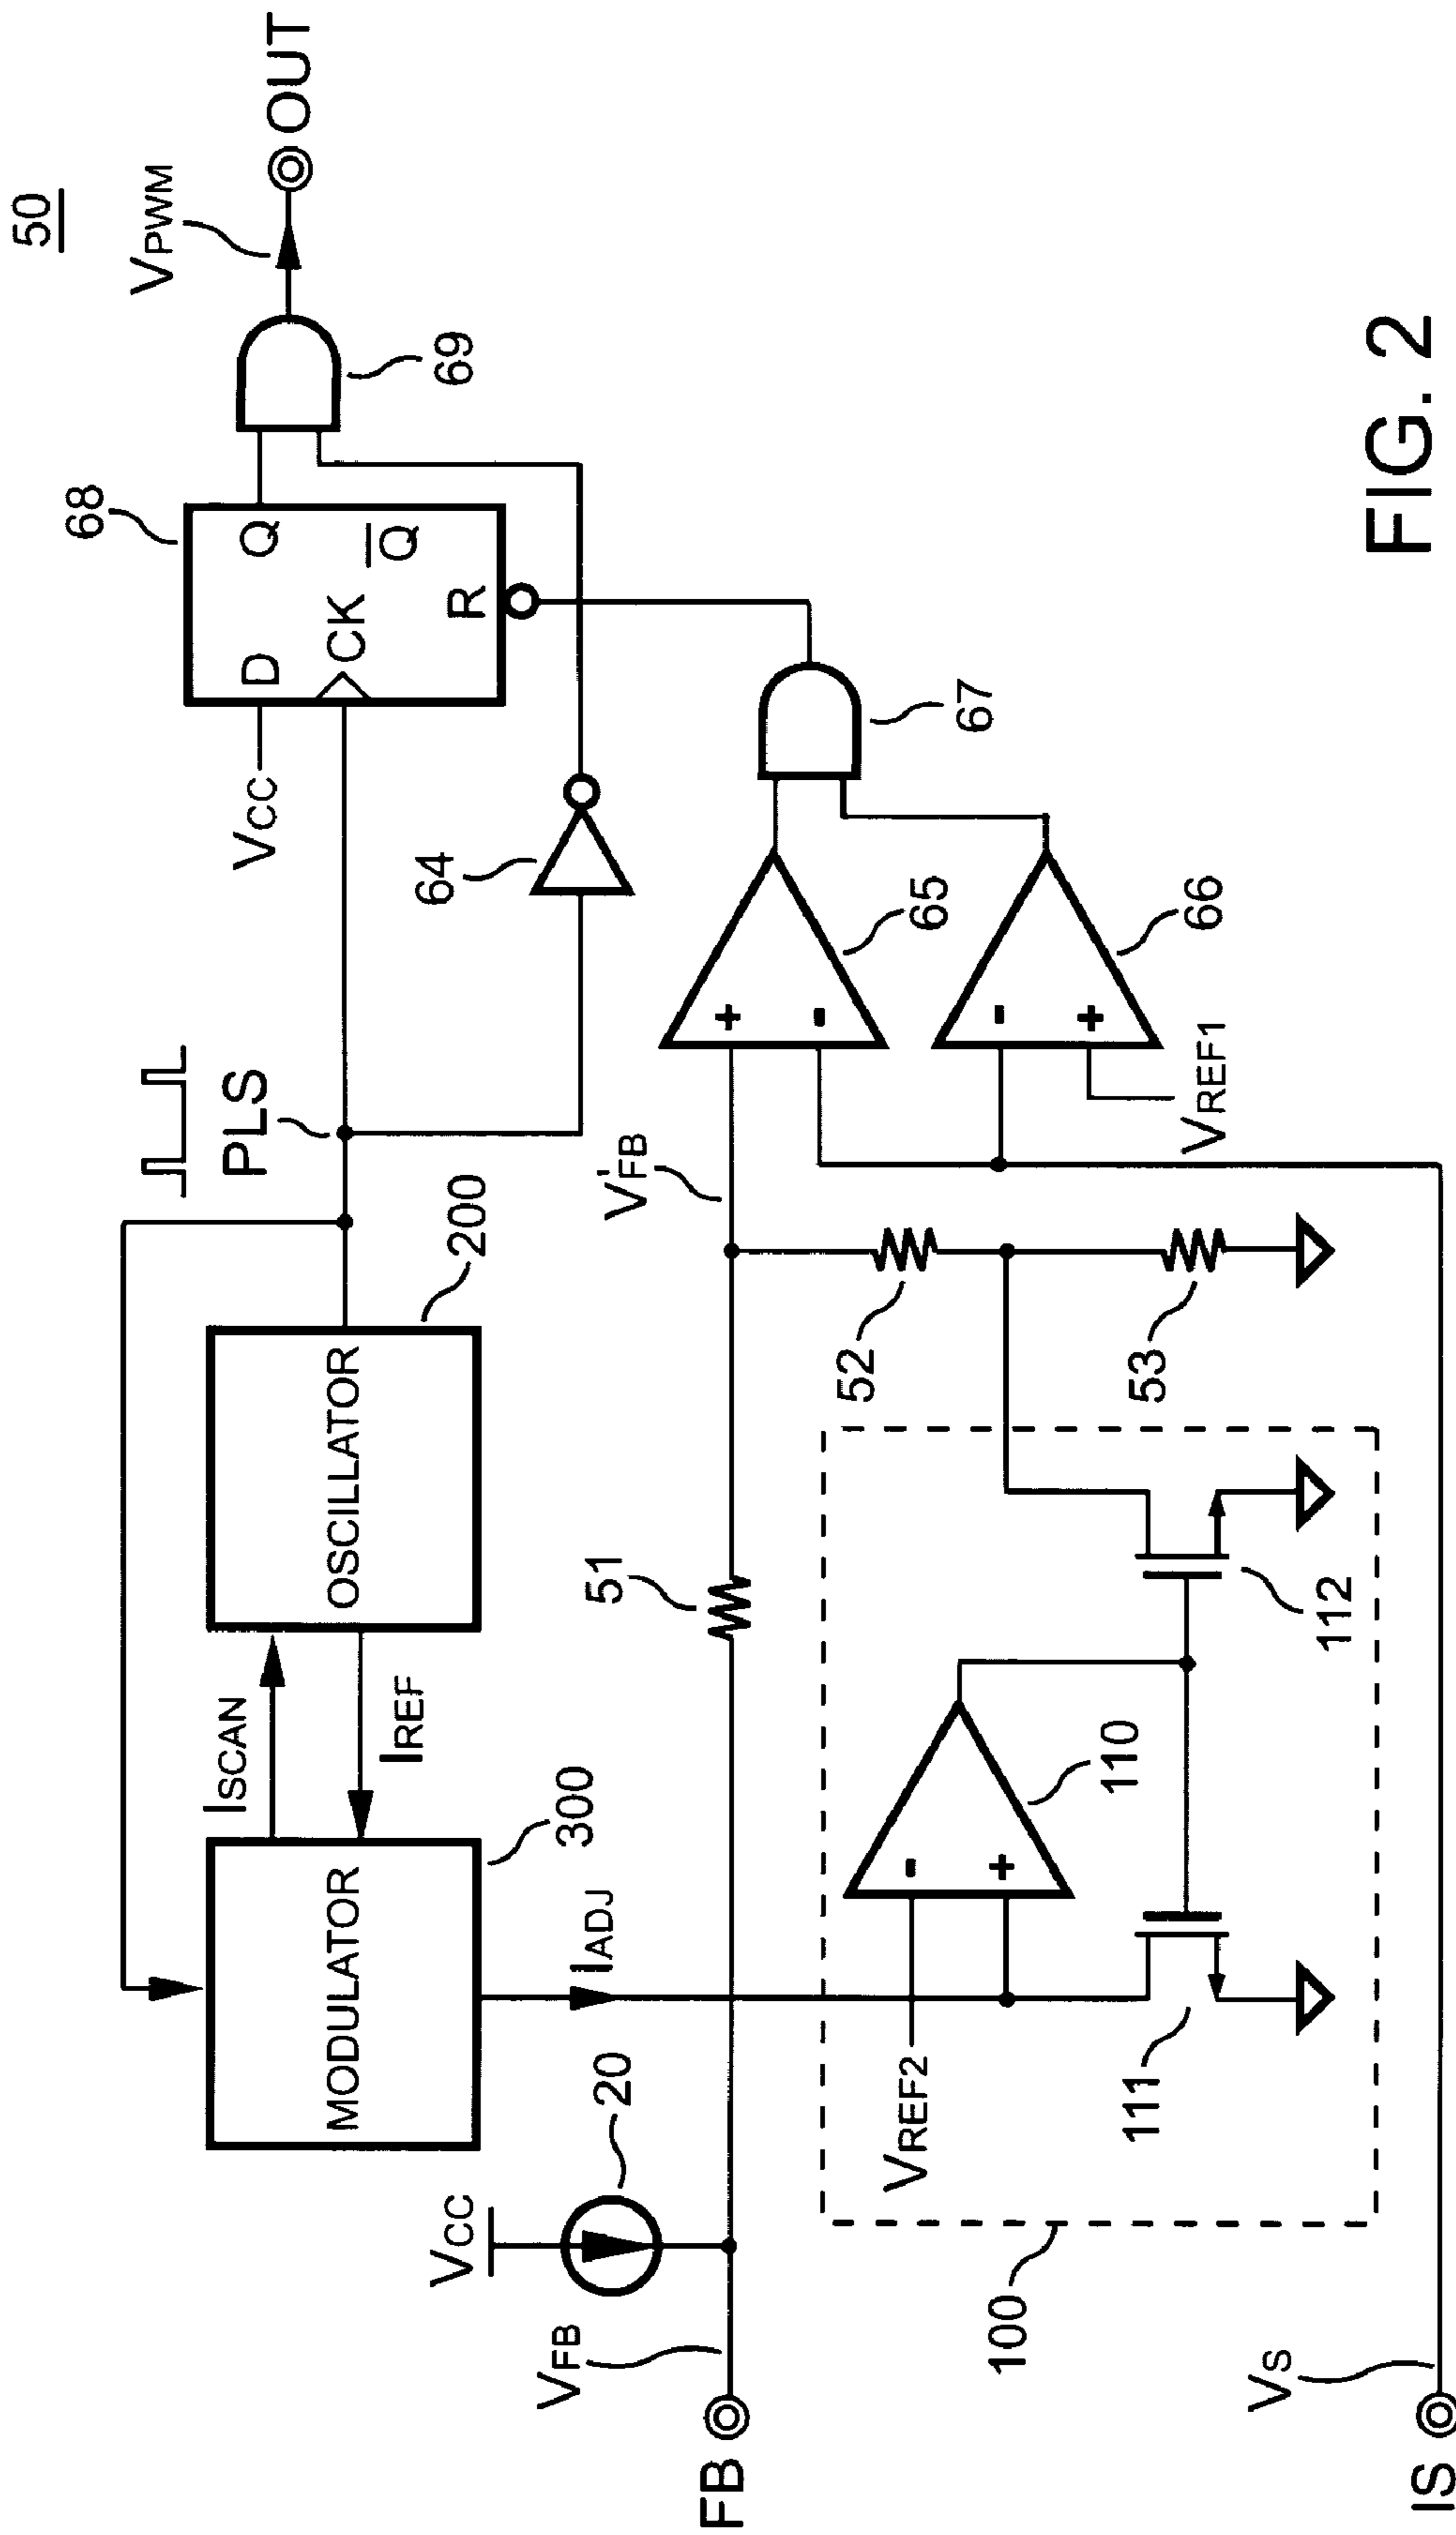 50
VPWM
OUT
69
68
D
Q
CK
Q
R
VCC
PLS
64
67
200
OSCILLATOR
ISCAN
IREF
MODULATOR
300
IADJ
V'FB
65
66
VREF1
51
52
53
VCC
20
VFB
FB
+
-
-
+
-
+
110
VREF2
111
112
100
VS
IS
FIG. 2